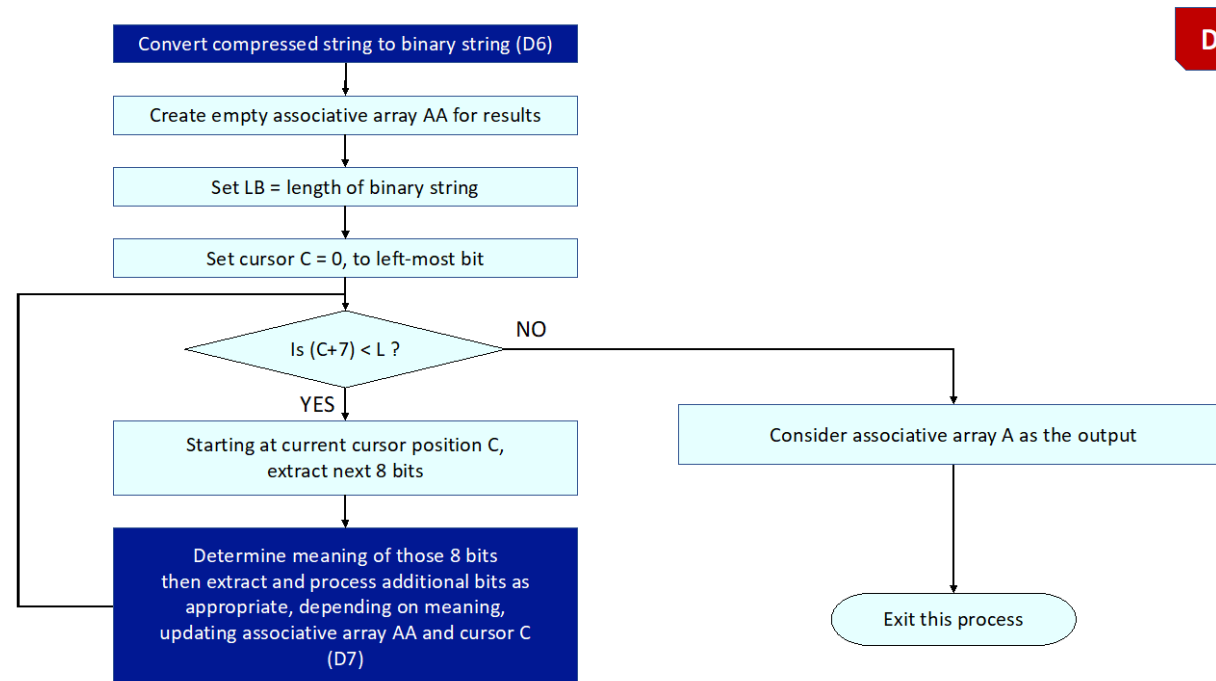 Convert compressed string to binary string (D6)
D
Create empty associative array AA for results
Set LB = length of binary string
Set cursor C = 0, to left-most bit
Is (C+7) < L ?
NO
YES
Starting at current cursor position C,
extract next 8 bits
Consider associative array A as the output
Determine meaning of those 8 bits
then extract and process additional bits as
appropriate, depending on meaning,
updating associative array AA and cursor C
(D7)
Exit this process